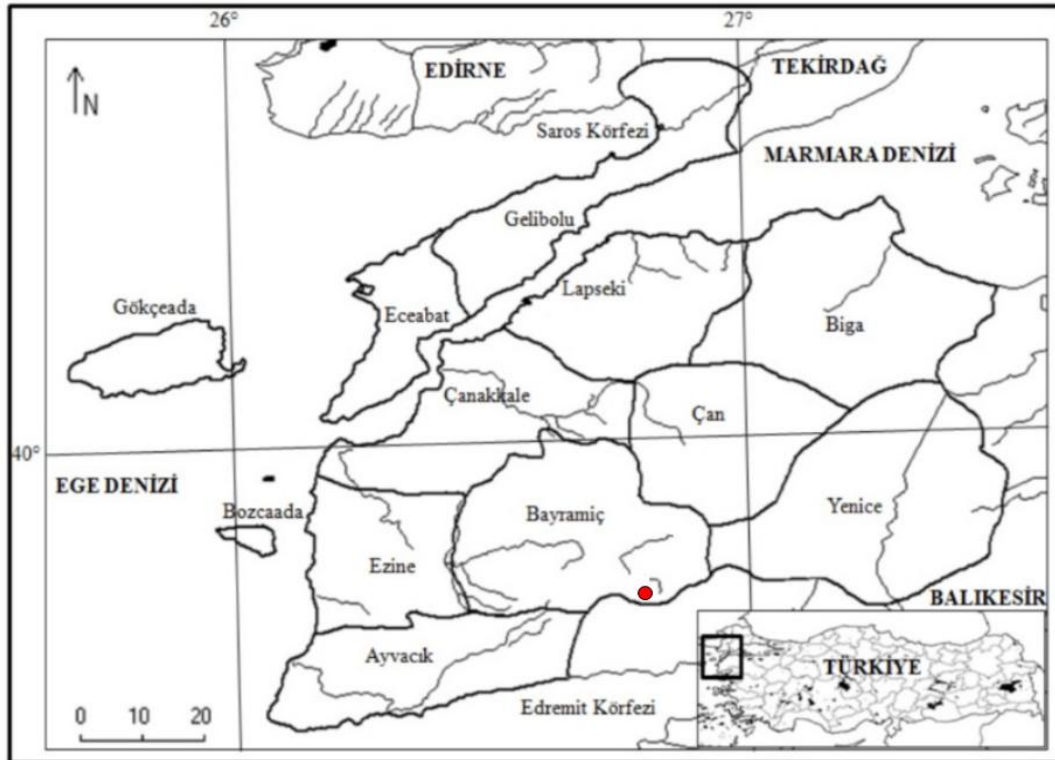 26°
27°
N
EDİRNE
TEKİRDAĞ
Saros Körfezi
MARMARA DENİZİ
Gelibolu
Lapseki
Gökçeada
Eceabat
Biga
Çanakkale
Çan
40°
EGE DENİZİ
Bozcaada
Bayramiç
Yenice
Ezine
BALIKESİR
Ayvacık
TÜRKİYE
Edremit Körfezi
0 10 20